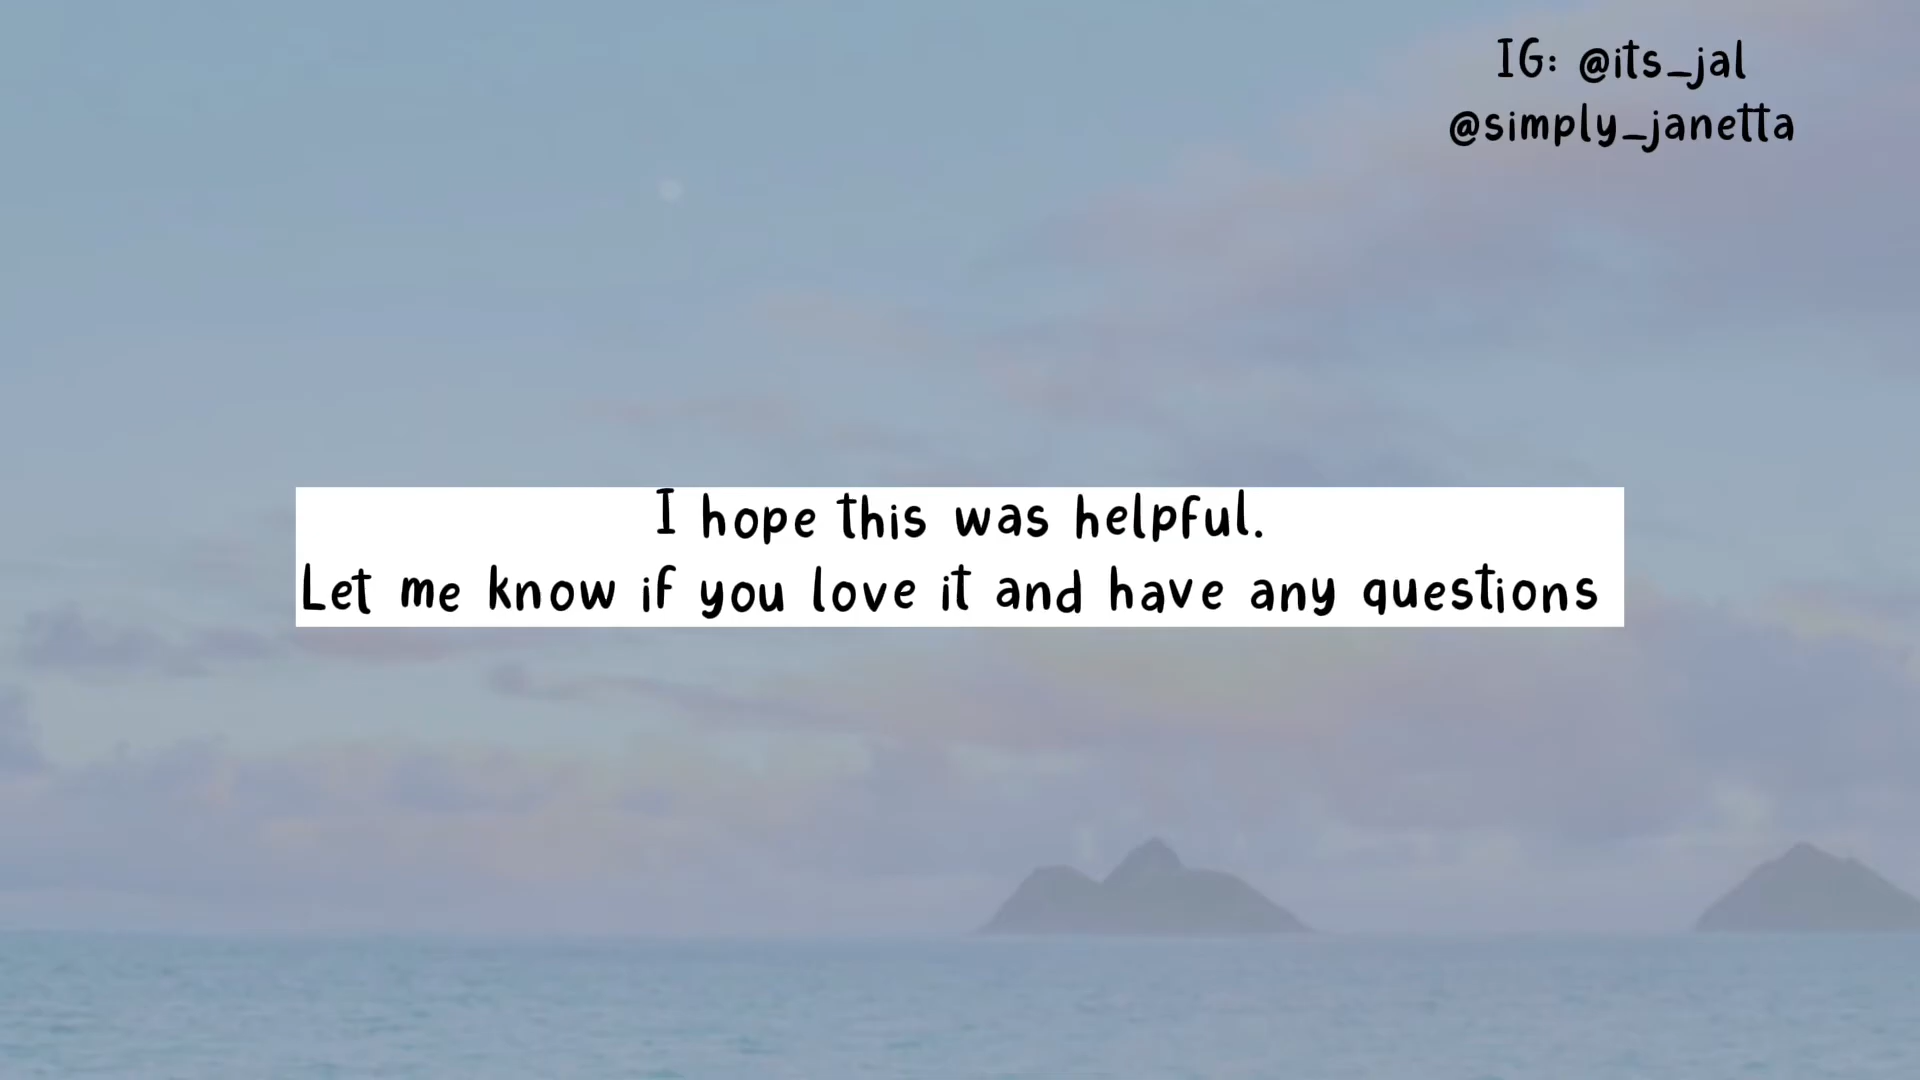 IG: @its_jal
@simply_janetta
I hope this was helpful.
Let me know if you love it and have any questions